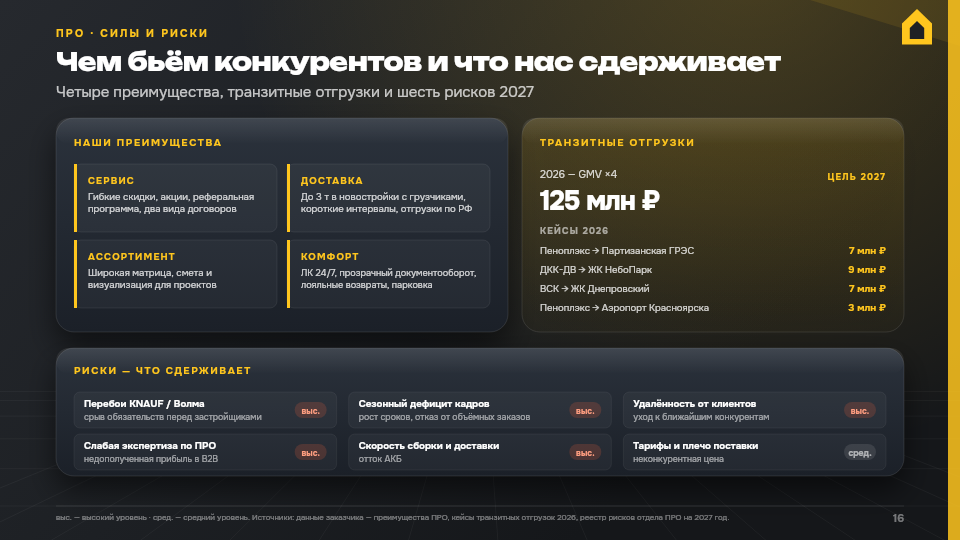 ПРО · СИЛЫ И РИСКИ
Чем бьём конкурентов и что нас сдерживает
Четыре преимущества, транзитные отгрузки и шесть рисков 2027
НАШИ ПРЕИМУЩЕСТВА
СЕРВИС
Гибкие скидки, акции, реферальная
программа, два вида договоров
ДОСТАВКА
До 3 т в новостройки с грузчиками,
короткие интервалы, отгрузки по РФ
АССОРТИМЕНТ
Широкая матрица, смета и
визуализация для проектов
КОМФОРТ
ЛК 24/7, прозрачный документооборот,
лояльные возвраты, парковка
ТРАНЗИТНЫЕ ОТГРУЗКИ
2026 — GMV ×4
ЦЕЛЬ 2027
125 млн ₽
КЕЙСЫ 2026
Пеноплэкс → Партизанская ГРЭС 7 млн ₽
ДКК-ДВ → ЖК НебоПарк 9 млн ₽
ВСК → ЖК Днепровский 7 млн ₽
Пеноплэкс → Аэропорт Красноярска 3 млн ₽
РИСКИ — ЧТО СДЕРЖИВАЕТ
Перебои KNAUF / Волма
срыв обязательств перед застройщиками
выс.
Сезонный дефицит кадров
рост сроков, отказ от объёмных заказов
выс.
Удалённость от клиентов
уход к ближайшим конкурентам
выс.
Слабая экспертиза по ПРО
недополученная прибыль в B2B
выс.
Скорость сборки и доставки
отток АКБ
выс.
Тарифы и плечо поставки
неконкурентная цена
сред.
выс. — высокий уровень · сред. — средний уровень. Источники: данные заказчика — преимущества ПРО, кейсы транзитных отгрузок 2026, реестр рисков отдела ПРО на 2027 год.
16